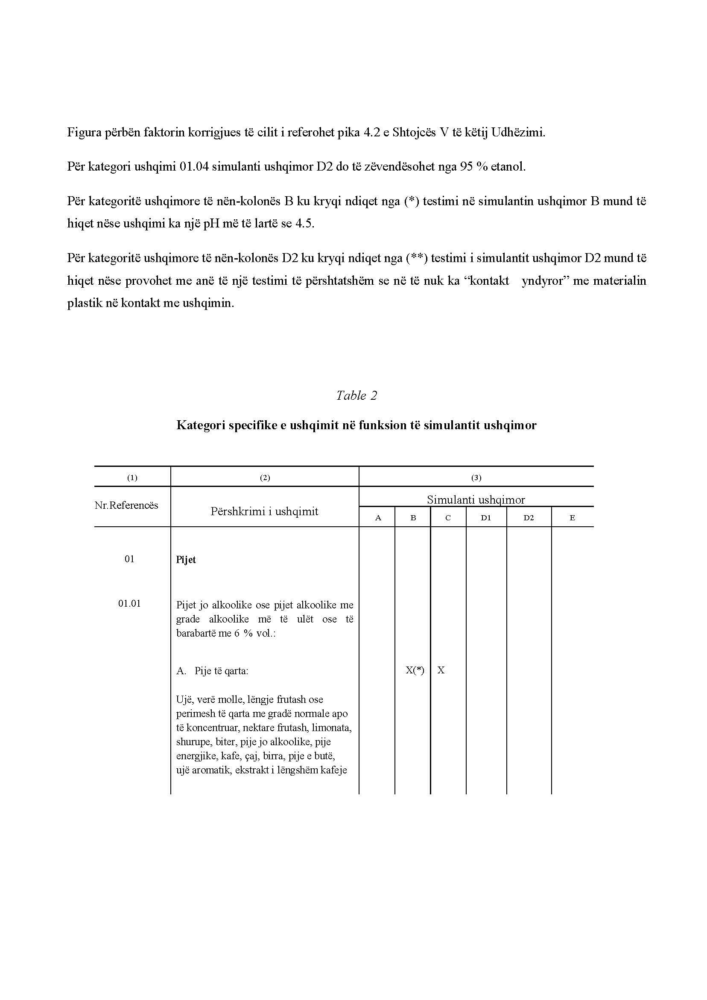 Figura përbën faktorin korrigjues të cilit i referohet pika 4.2 e Shtojcës V të këtij Udhëzimi.
Për kategori ushqimi 01.04 simulanti ushqimor D2 do të zëvendësohet nga 95 % etanol.
Për kategoritë ushqimore të nën-kolonës B ku kryqi ndiqet nga (*) testimi në simulantin ushqimor B mund të
hiqet nëse ushqimi ka një pH më të lartë se 4.5.
Për kategoritë ushqimore të nën-kolonës D2 ku kryqi ndiqet nga (**) testimi i simulantit ushqimor D2 mund të
hiqet nëse provohet me anë të një testimi të përshtatshëm se në të nuk ka “kontakt yndyror” me materialin
plastik në kontakt me ushqimin.
Table 2
Kategori specifike e ushqimit në funksion të simulantit ushqimor
(1) (2) (3)
Nr.Referencës Përshkrimi i ushqimit Simulanti ushqimor
A B C D1 D2 E
01 Pijet
01.01 Pijet jo alkoolike ose pijet alkoolike me
grade alkoolike më të ulët ose të
barabartë me 6 % vol.:
A. Pije të qarta: X(*) X
Ujë, verë molle, lëngje frutash ose
perimesh të qarta me gradë normale apo
të koncentruar, nektare frutash, limonata,
shurupe, biter, pije jo alkoolike, pije
energjike, kafe, çaj, birra, pije e butë,
ujë aromatik, ekstrakt i lëngshëm kafeje